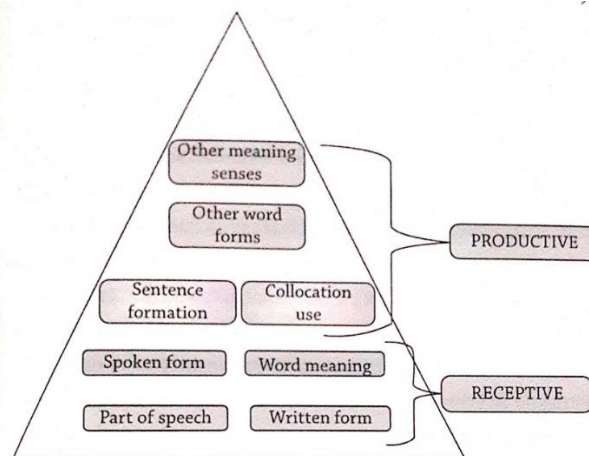 Other meaning
senses
Other word
forms
PRODUCTIVE
Sentence
formation
Collocation
use
Spoken form
Word meaning
RECEPTIVE
Part of speech
Written form